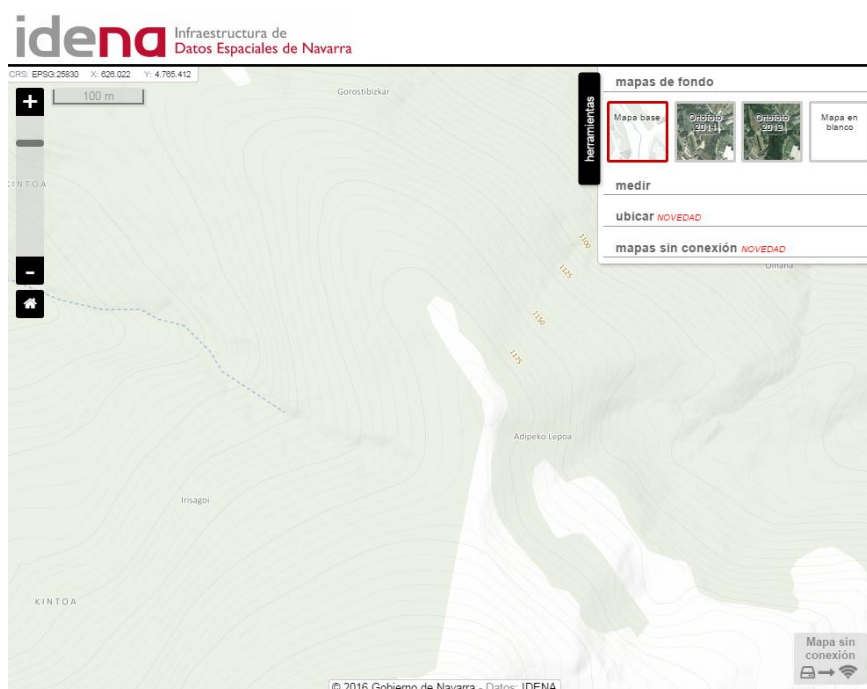 idena Infraestructura de
Datos Espaciales de Navarra
CRS: EPSG:25830 X: 626.022 Y: 4.765.412
100 m
+
-
herramientas
mapas de fondo
Mapa base
Ortofoto
2014
Ortofoto
2012
Mapa en
blanco
medir
ubicar NOVEDAD
mapas sin conexión NOVEDAD
Gorostibizkar
KINTOA
1100
1125
1150
1175
Adipeko Lepoa
Irisagoi
KINTOA
Mapa sin
conexión
© 2016 Gobierno de Navarra - Datos: IDENA